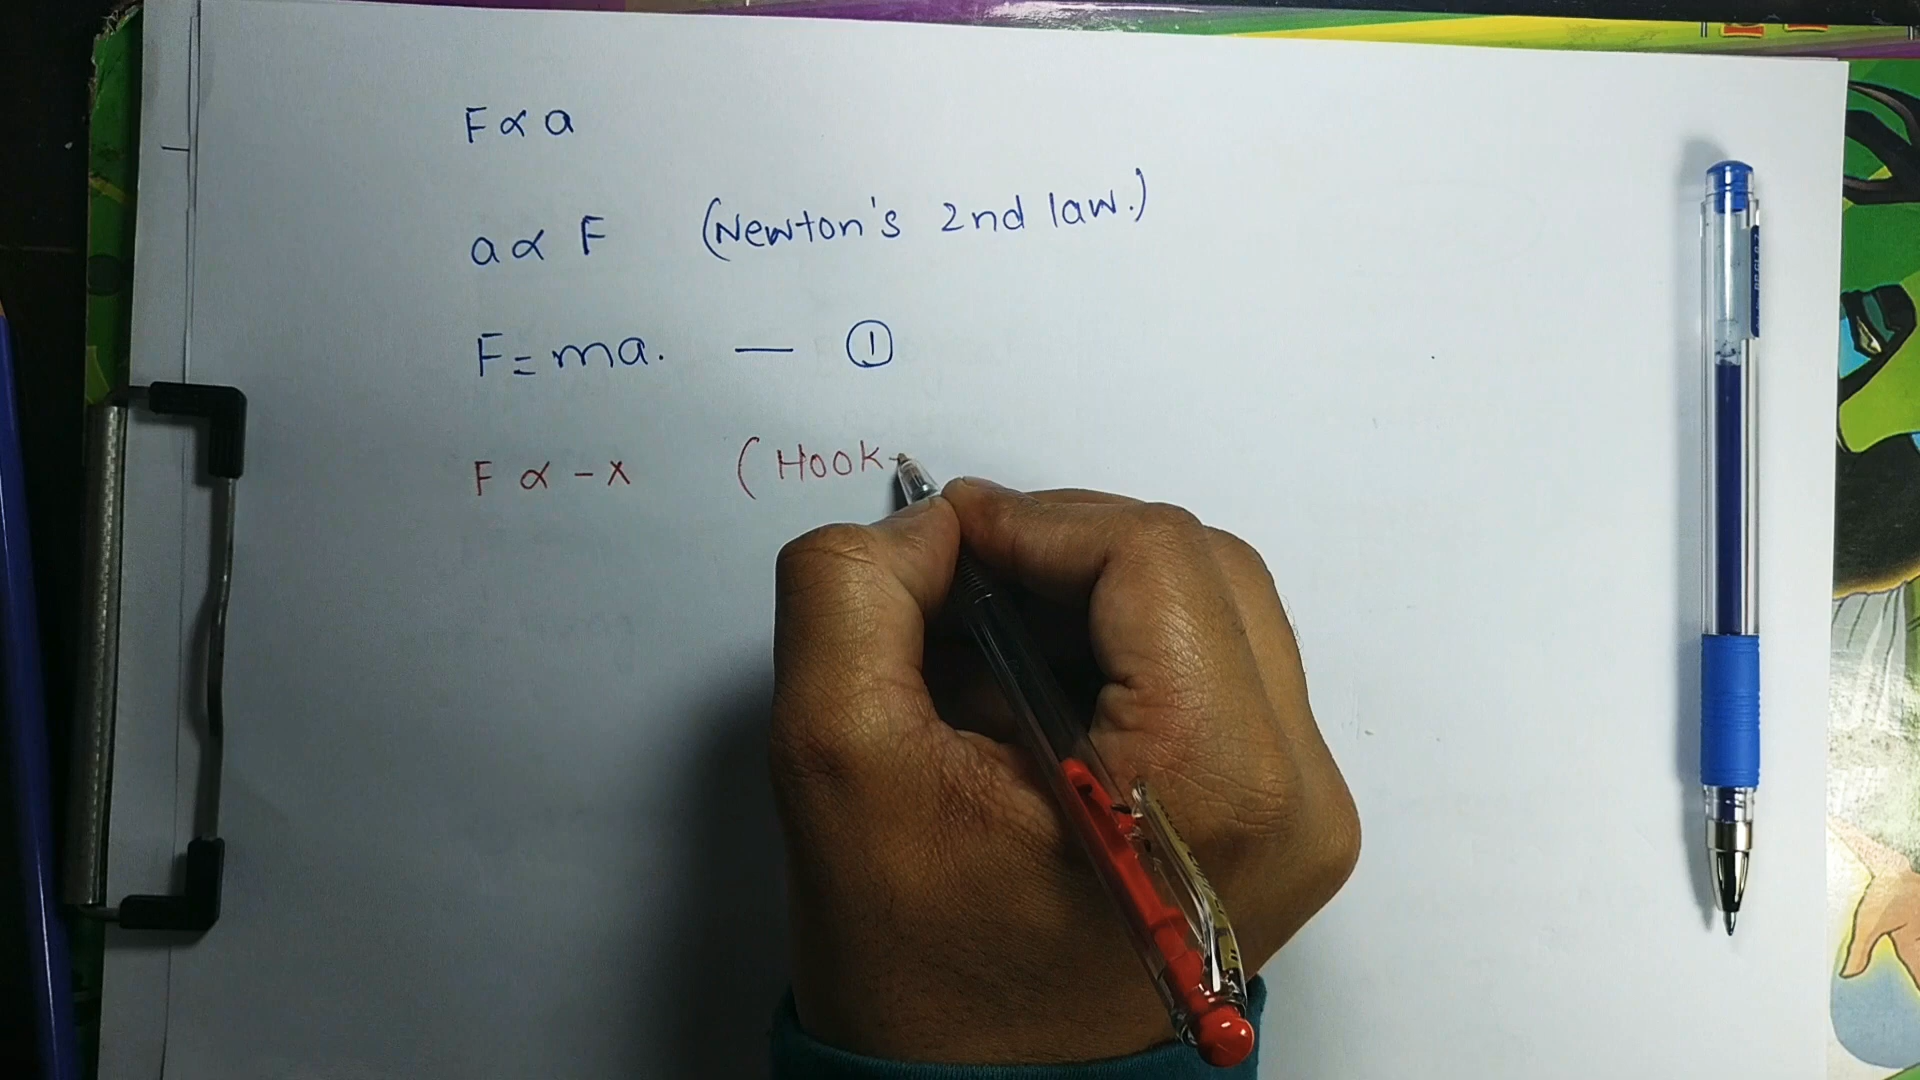 F ∝ a
a ∝ F (Newton's 2nd law.)
F = ma. — ①
F ∝ - x (Hook